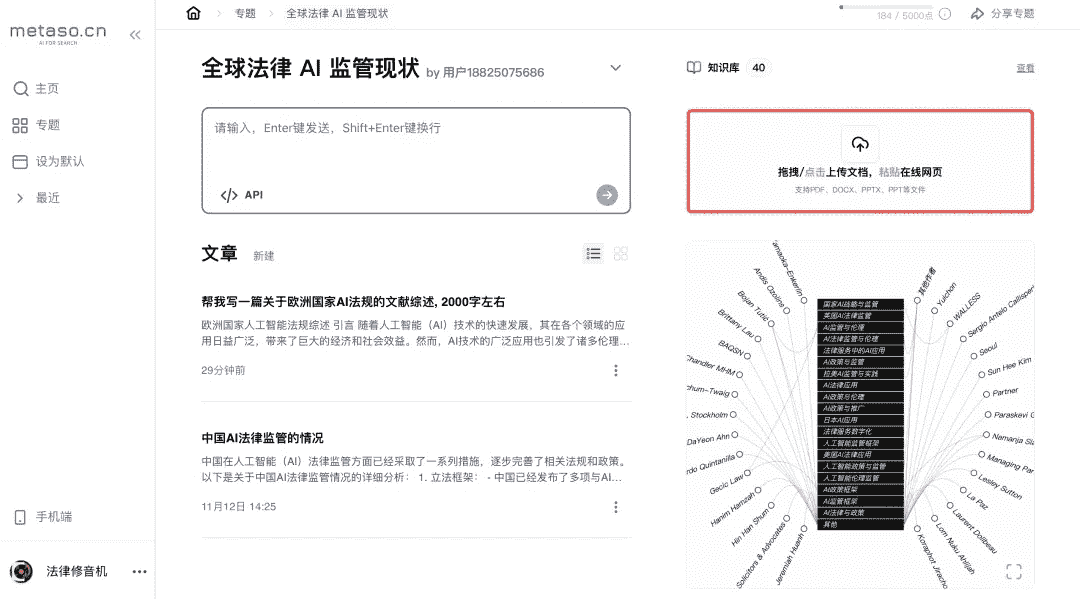 metaso.cn
AI FOR SEARCH
主页
专题
设为默认
最近
手机端
法律修音机
专题
全球法律 AI 监管现状
184 / 5000点
分享专题
全球法律 AI 监管现状 by 用户18825075686
请输入，Enter键发送，Shift+Enter键换行
API
文章 新建
帮我写一篇关于欧洲国家AI法规的文献综述, 2000字左右
欧洲国家人工智能法规综述 引言 随着人工智能（AI）技术的快速发展，其在各个领域的应
用日益广泛，带来了巨大的经济和社会效益。然而，AI技术的广泛应用也引发了诸多伦理...
29分钟前
中国AI法律监管的情况
中国在人工智能（AI）法律监管方面已经采取了一系列措施，逐步完善了相关法规和政策。
以下是关于中国AI法律监管情况的详细分析： 1. 立法框架： - 中国已经发布了多项与AI...
11月12日 14:25
知识库 40
查看
拖拽/点击上传文档，粘贴在线网页
支持PDF、DOCX、PPTX、PPT等文件
amaoka-Enkerlin
Andis Ozolins
Bojan Tutić
Brittany Lau
BAQSN
Chandler MHM
chum-Twaig
, Stockholm
DaYeon Ahn
rdo Quintanilla
Gecic Law
Hanim Hamzah
Hin Han Shum
Solicitors & Advocates
Jeremiah Huanh
国家AI战略与监管
英国AI法律监管
AI监管与伦理
AI法律监管与伦理
法律服务中的AI应用
AI政策与监管
拉美AI监管与实践
AI法律应用
AI政策与伦理
AI政策与推广
日本AI应用
法律服务数字化
人工智能监管框架
美国AI法律应用
人工智能政策与监管
人工智能伦理监管
AI政策框架
AI监管框架
AI法律与政策
其他
其他作者
Yulchon
WALLESS
Sergio Antelo Callisper
Seoul
Sun Hee Kim
Partner
Paraskevi G
Namanja Sla
Managing Par
Lesley Sutton
La Paz
Laurent Dolibeau
Lom Nuku Ahlijah
Koraphot Jiracho